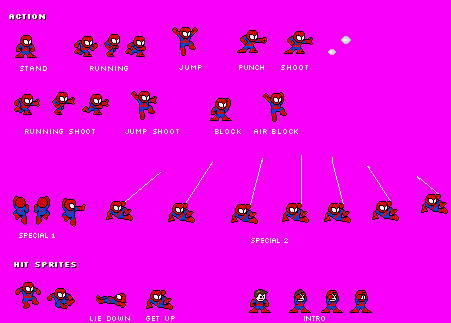 ACTION
STAND RUNNING JUMP PUNCH SHOOT
RUNNING SHOOT JUMP SHOOT BLOCK AIR BLOCK
SPECIAL 1 SPECIAL 2
HIT SPRITES
LIE DOWN GET UP INTRO